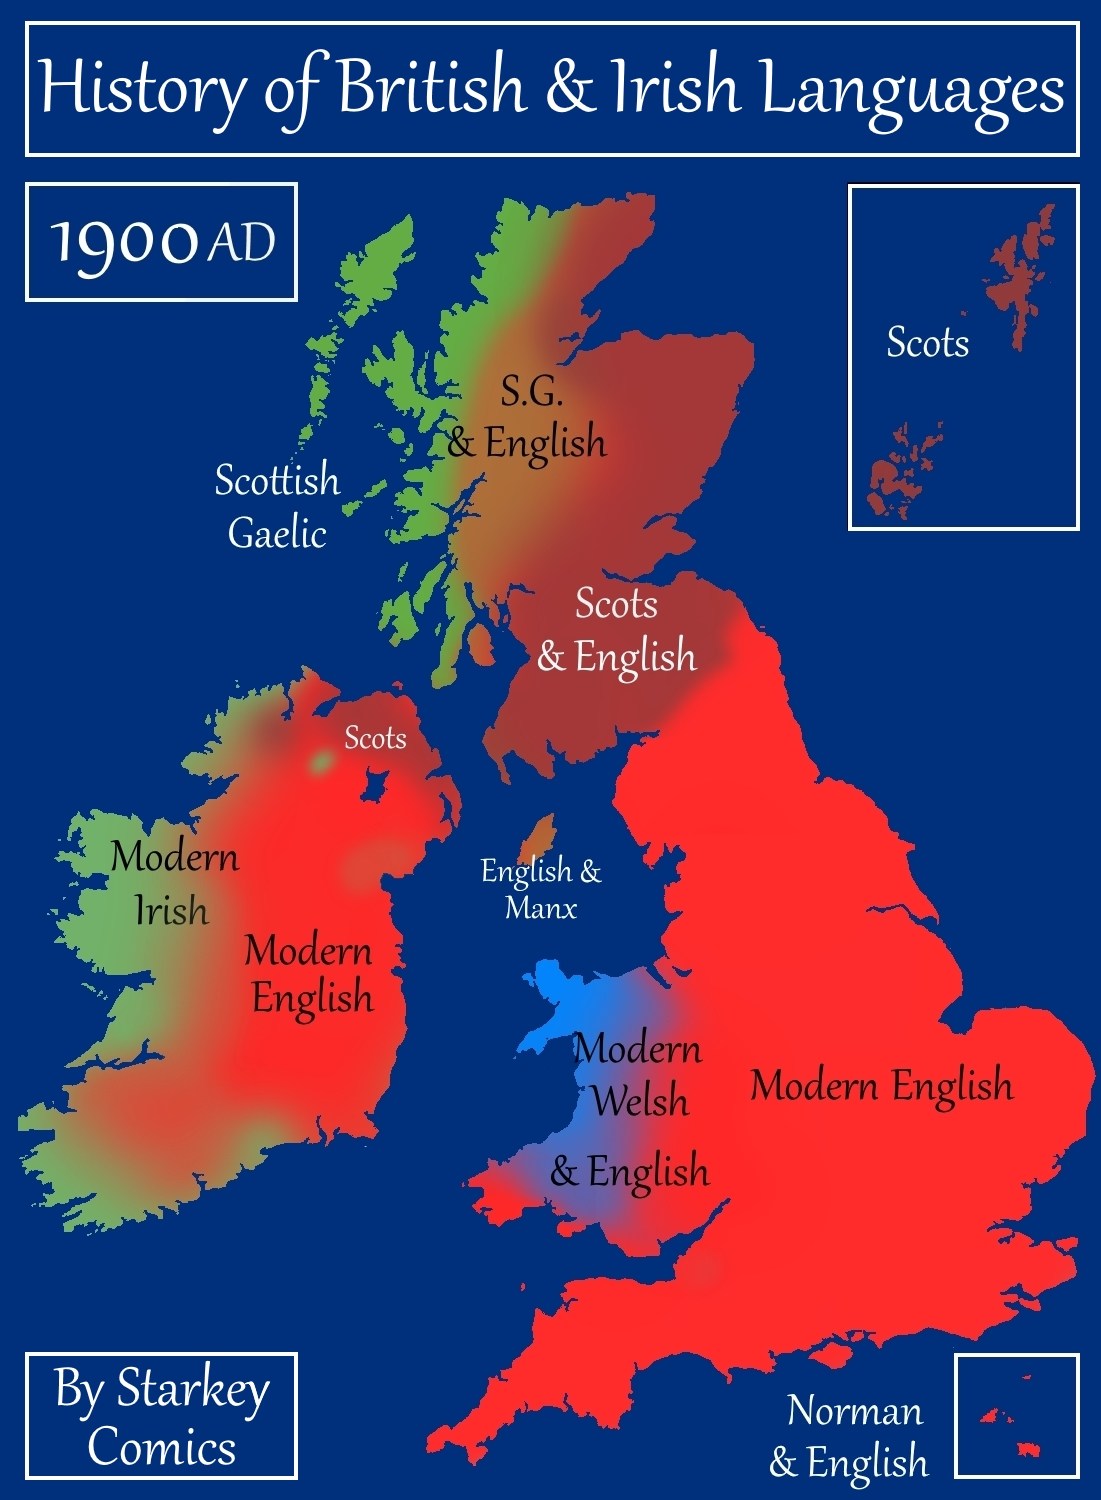 History of British & Irish Languages
1900 AD
Scots
S.G.
& English
Scottish
Gaelic
Scots
& English
Scots
Modern
Irish
English &
Manx
Modern
English
Modern
Welsh
& English
Modern English
By Starkey
Comics
Norman
& English